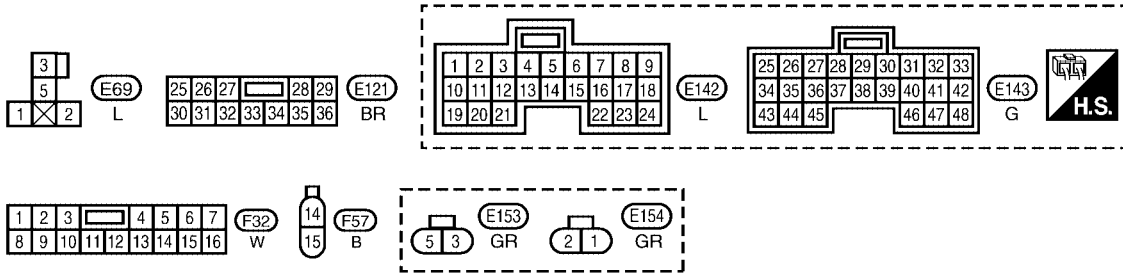 3
5
1 2
E69
L
25 26 27 28 29
30 31 32 33 34 35 36
E121
BR
1 2 3 4 5 6 7 8 9
10 11 12 13 14 15 16 17 18
19 20 21 22 23 24
E142
L
25 26 27 28 29 30 31 32 33
34 35 36 37 38 39 40 41 42
43 44 45 46 47 48
E143
G
H.S.
1 2 3 4 5 6 7
8 9 10 11 12 13 14 15 16
F32
W
14
15
F57
B
5 3
E153
GR
2 1
E154
GR